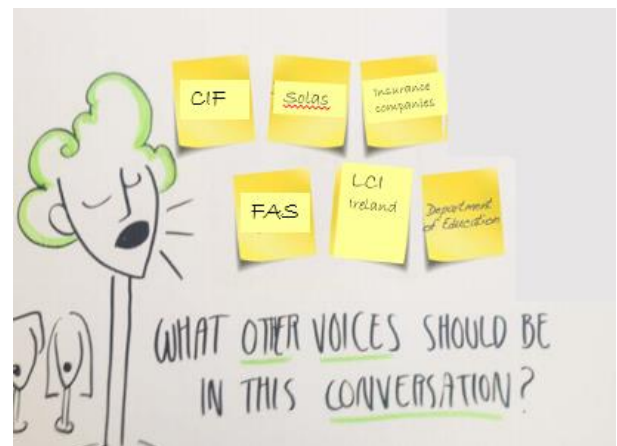 CIF
Solas
Insurance
companies
FAS
LCI
Ireland
Department
of Education
WHAT OTHER VOICES SHOULD BE
IN THIS CONVERSATION?